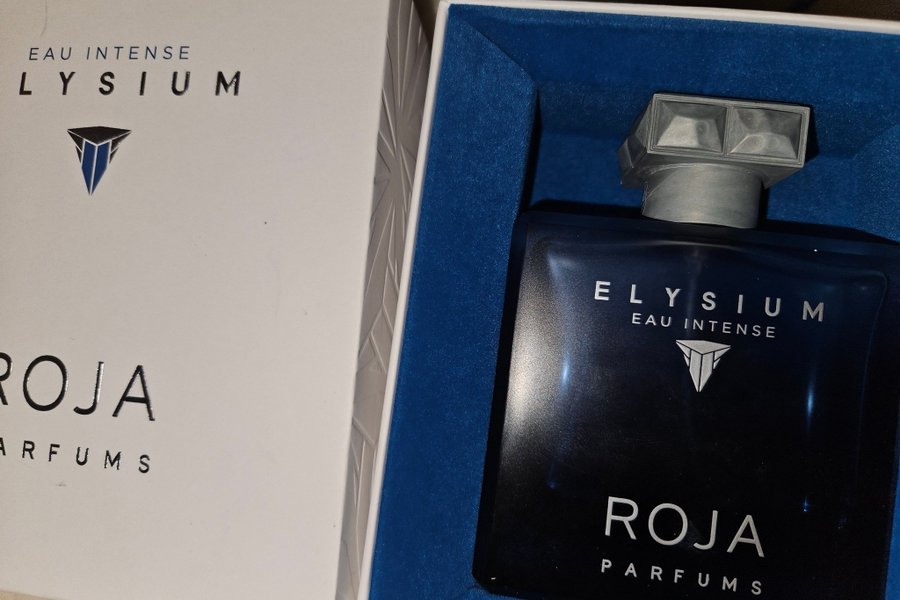 EAU INTENSE
LYSIUM
ROJA
ARFUMS
ELYSIUM
EAU INTENSE
ROJA
PARFUMS